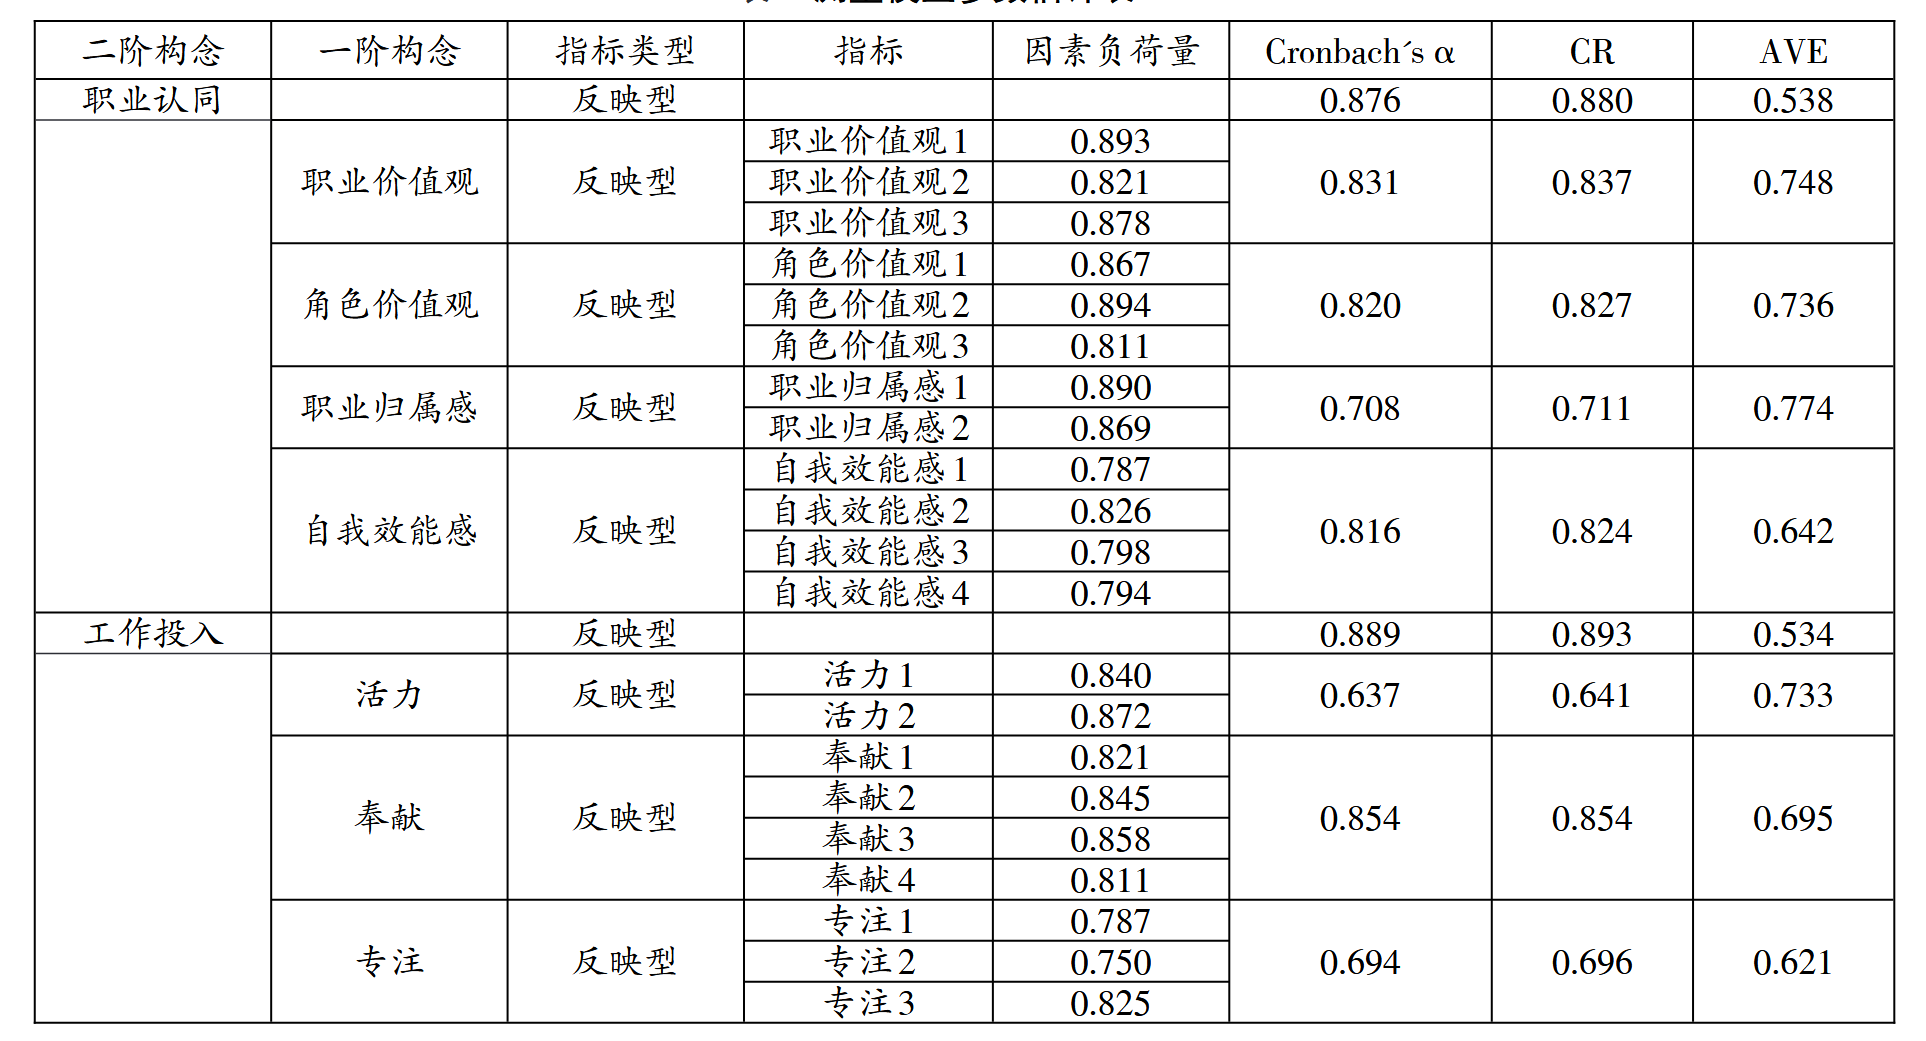 二阶构念 一阶构念 指标类型 指标 因素负荷量 Cronbach´s α CR AVE
职业认同 反映型 0.876 0.880 0.538
职业价值观 反映型 职业价值观1 0.893 0.831 0.837 0.748
职业价值观2 0.821
职业价值观3 0.878
角色价值观 反映型 角色价值观1 0.867 0.820 0.827 0.736
角色价值观2 0.894
角色价值观3 0.811
职业归属感 反映型 职业归属感1 0.890 0.708 0.711 0.774
职业归属感2 0.869
自我效能感 反映型 自我效能感1 0.787 0.816 0.824 0.642
自我效能感2 0.826
自我效能感3 0.798
自我效能感4 0.794
工作投入 反映型 0.889 0.893 0.534
活力 反映型 活力1 0.840 0.637 0.641 0.733
活力2 0.872
奉献 反映型 奉献1 0.821 0.854 0.854 0.695
奉献2 0.845
奉献3 0.858
奉献4 0.811
专注 反映型 专注1 0.787 0.694 0.696 0.621
专注2 0.750
专注3 0.825